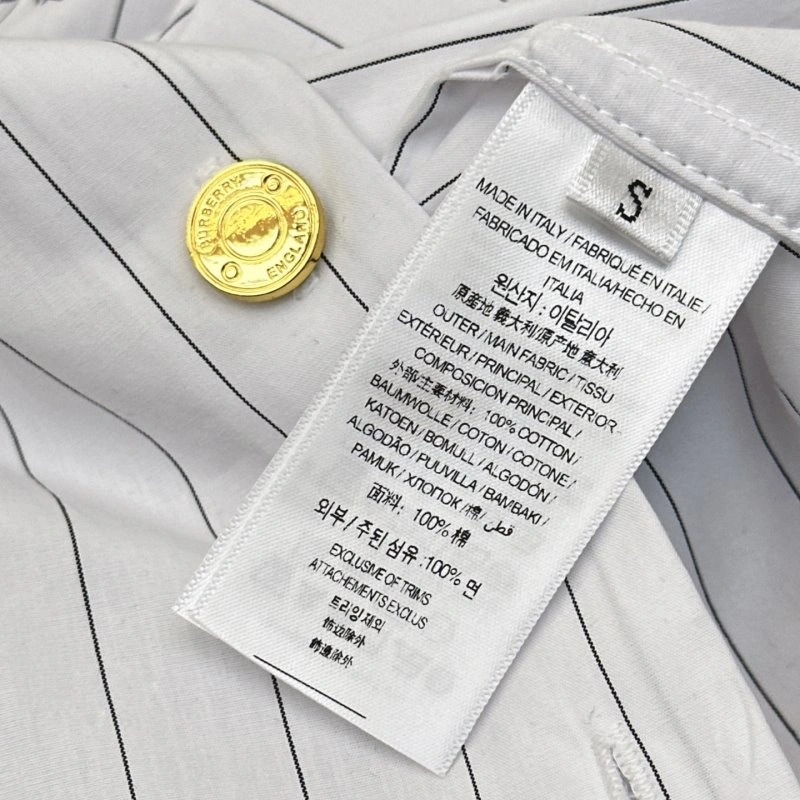 BURBERRY
ENGLAND
S
MADE IN ITALY / FABRIQUÉ EN ITALIE /
FABRICADO EM ITALIA/HECHO EN
ITALIA
원산지 : 이탈리아
原産地 義大利/原产地 意大利
OUTER / MAIN FABRIC / TISSU
EXTÉRIEUR / PRINCIPAL / EXTERIOR-
COMPOSICION PRINCIPAL /
外部/主要材料: 100% COTTON /
BAUMWOLLE / COTON / COTONE /
KATOEN / BOMULL / ALGODÓN /
ALGODÃO / PUUVILLA / BAMBAKI /
PAMUK / ХПОПОК /棉/ قطن
面料: 100% 棉
외부 / 주된 섬유 :100% 면
EXCLUSIVE OF TRIMS
ATTACHEMENTS EXCLUS
트리잉제외
饰边除外
飾邊除外